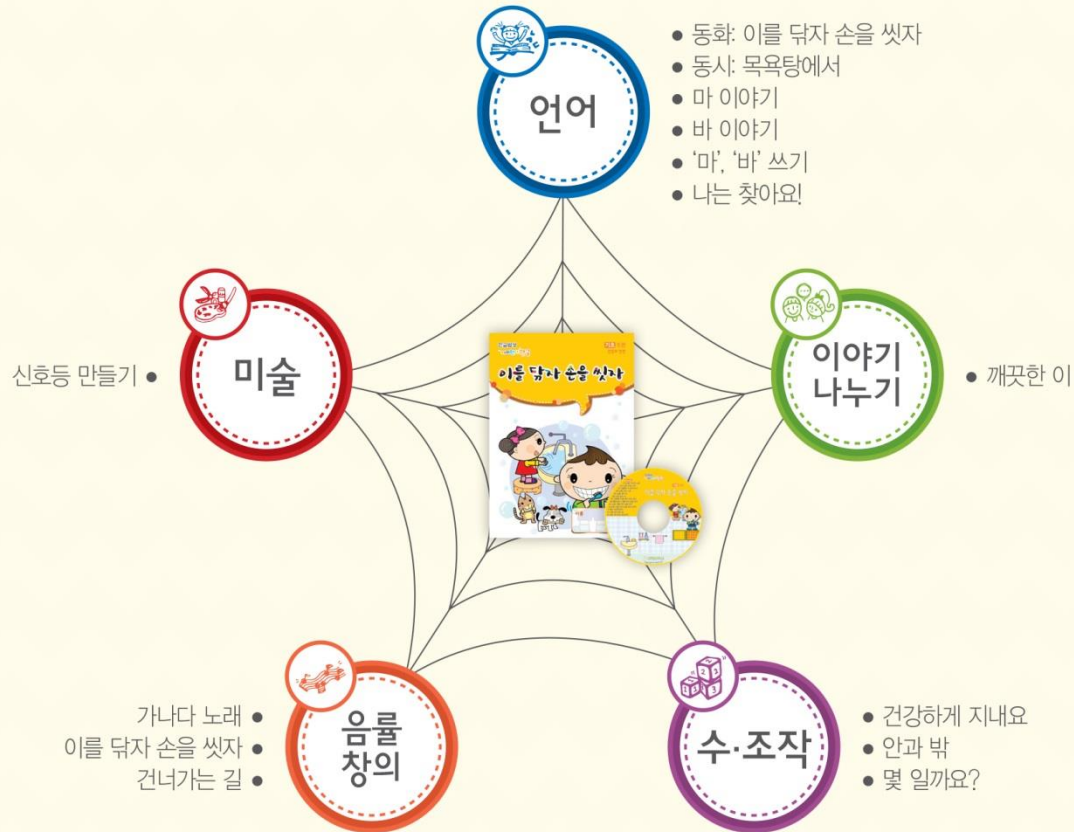 언어
● 동화: 이를 닦자 손을 씻자
● 동시: 목욕탕에서
● 마 이야기
● 바 이야기
● ‘마’, ‘바’ 쓰기
● 나는 찾아요!
미술
신호등 만들기 ●
이를 닦자 손을 씻자
이야기
나누기
● 깨끗한 이
음률
창의
가나다 노래 ●
이를 닦자 손을 씻자 ●
건너가는 길 ●
수·조작
● 건강하게 지내요
● 안과 밖
● 몇 일까요?